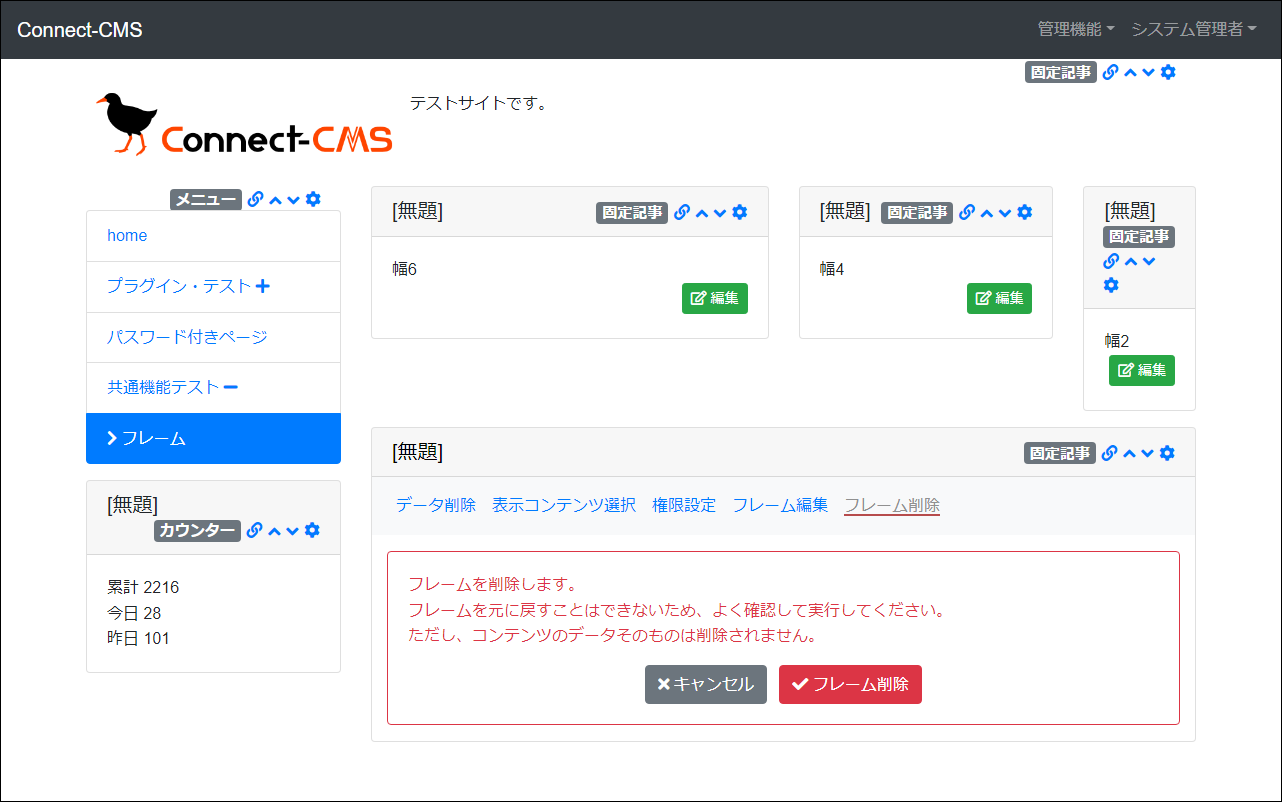 Connect-CMS
管理機能 システム管理者
固定記事
Connect-CMS
テストサイトです。
メニュー
home
プラグイン・テスト
パスワード付きページ
共通機能テスト
フレーム
[無題]
カウンター
累計 2216
今日 28
昨日 101
[無題] 固定記事
幅6
編集
[無題] 固定記事
幅4
編集
[無題]
固定記事
幅2
編集
[無題] 固定記事
データ削除 表示コンテンツ選択 権限設定 フレーム編集 フレーム削除
フレームを削除します。
フレームを元に戻すことはできないため、よく確認して実行してください。
ただし、コンテンツのデータそのものは削除されません。
キャンセル フレーム削除